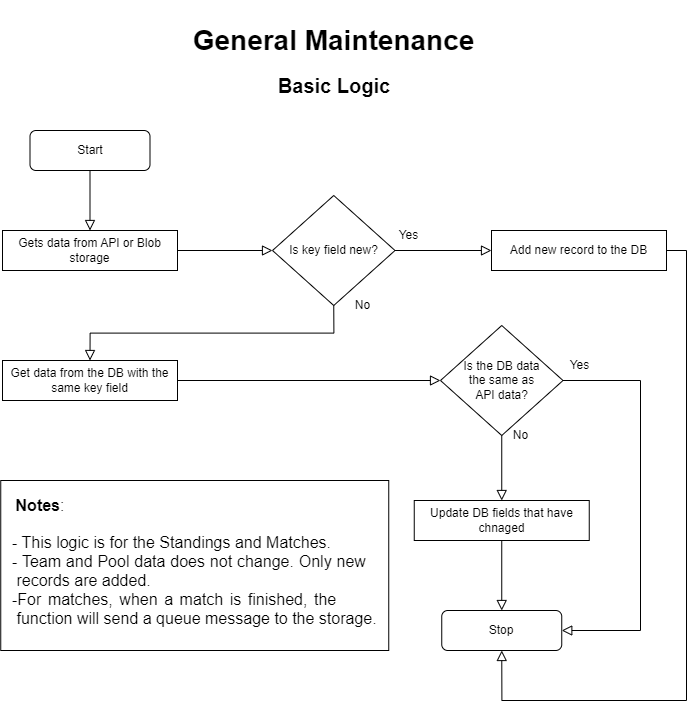 General Maintenance
Basic Logic
Start
Gets data from API or Blob
storage
Is key field new?
Yes
Add new record to the DB
No
Get data from the DB with the
same key field
Is the DB data
the same as
API data?
Yes
No
Update DB fields that have
chnaged
Stop
Notes:
- This logic is for the Standings and Matches.
- Team and Pool data does not change. Only new
records are added.
-For matches, when a match is finished, the
function will send a queue message to the storage.